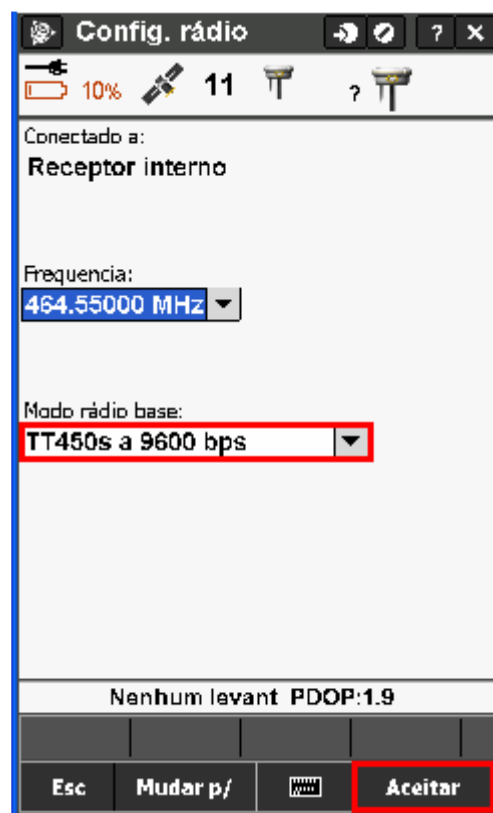 Config. rádio ? X
10% 11 ?
Conectado a:
Receptor interno
Frequencia:
464.55000 MHz
Modo rádio base:
TT450s a 9600 bps
Nenhum levant PDOP:1.9
Esc Mudar p/ Aceitar